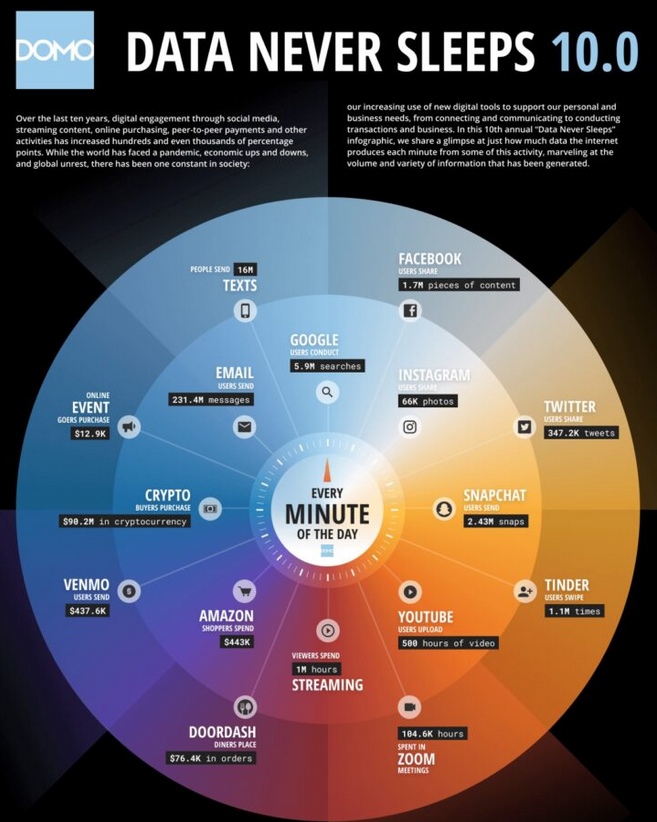 DOMO
DATA NEVER SLEEPS 10.0
Over the last ten years, digital engagement through social media,
streaming content, online purchasing, peer-to-peer payments and other
activities has increased hundreds and even thousands of percentage
points. While the world has faced a pandemic, economic ups and downs,
and global unrest, there has been one constant in society:
our increasing use of new digital tools to support our personal and
business needs, from connecting and communicating to conducting
transactions and business. In this 10th annual "Data Never Sleeps"
infographic, we share a glimpse at just how much data the internet
produces each minute from some of this activity, marveling at the
volume and variety of information that has been generated.
PEOPLE SEND 16M
TEXTS
FACEBOOK
USERS SHARE
1.7M pieces of content
GOOGLE
USERS CONDUCT
5.9M searches
EMAIL
USERS SEND
231.4M messages
INSTAGRAM
USERS SHARE
66K photos
ONLINE
EVENT
GOERS PURCHASE
$12.9K
TWITTER
USERS SHARE
347.2K tweets
CRYPTO
BUYERS PURCHASE
$90.2M in cryptocurrency
EVERY
MINUTE
OF THE DAY
DOMO
SNAPCHAT
USERS SEND
2.43M snaps
VENMO
USERS SEND
$437.6K
AMAZON
SHOPPERS SPEND
$443K
VIEWERS SPEND
1M hours
STREAMING
YOUTUBE
USERS UPLOAD
500 hours of video
TINDER
USERS SWIPE
1.1M times
DOORDASH
DINERS PLACE
$76.4K in orders
104.6K hours
SPENT IN
ZOOM
MEETINGS